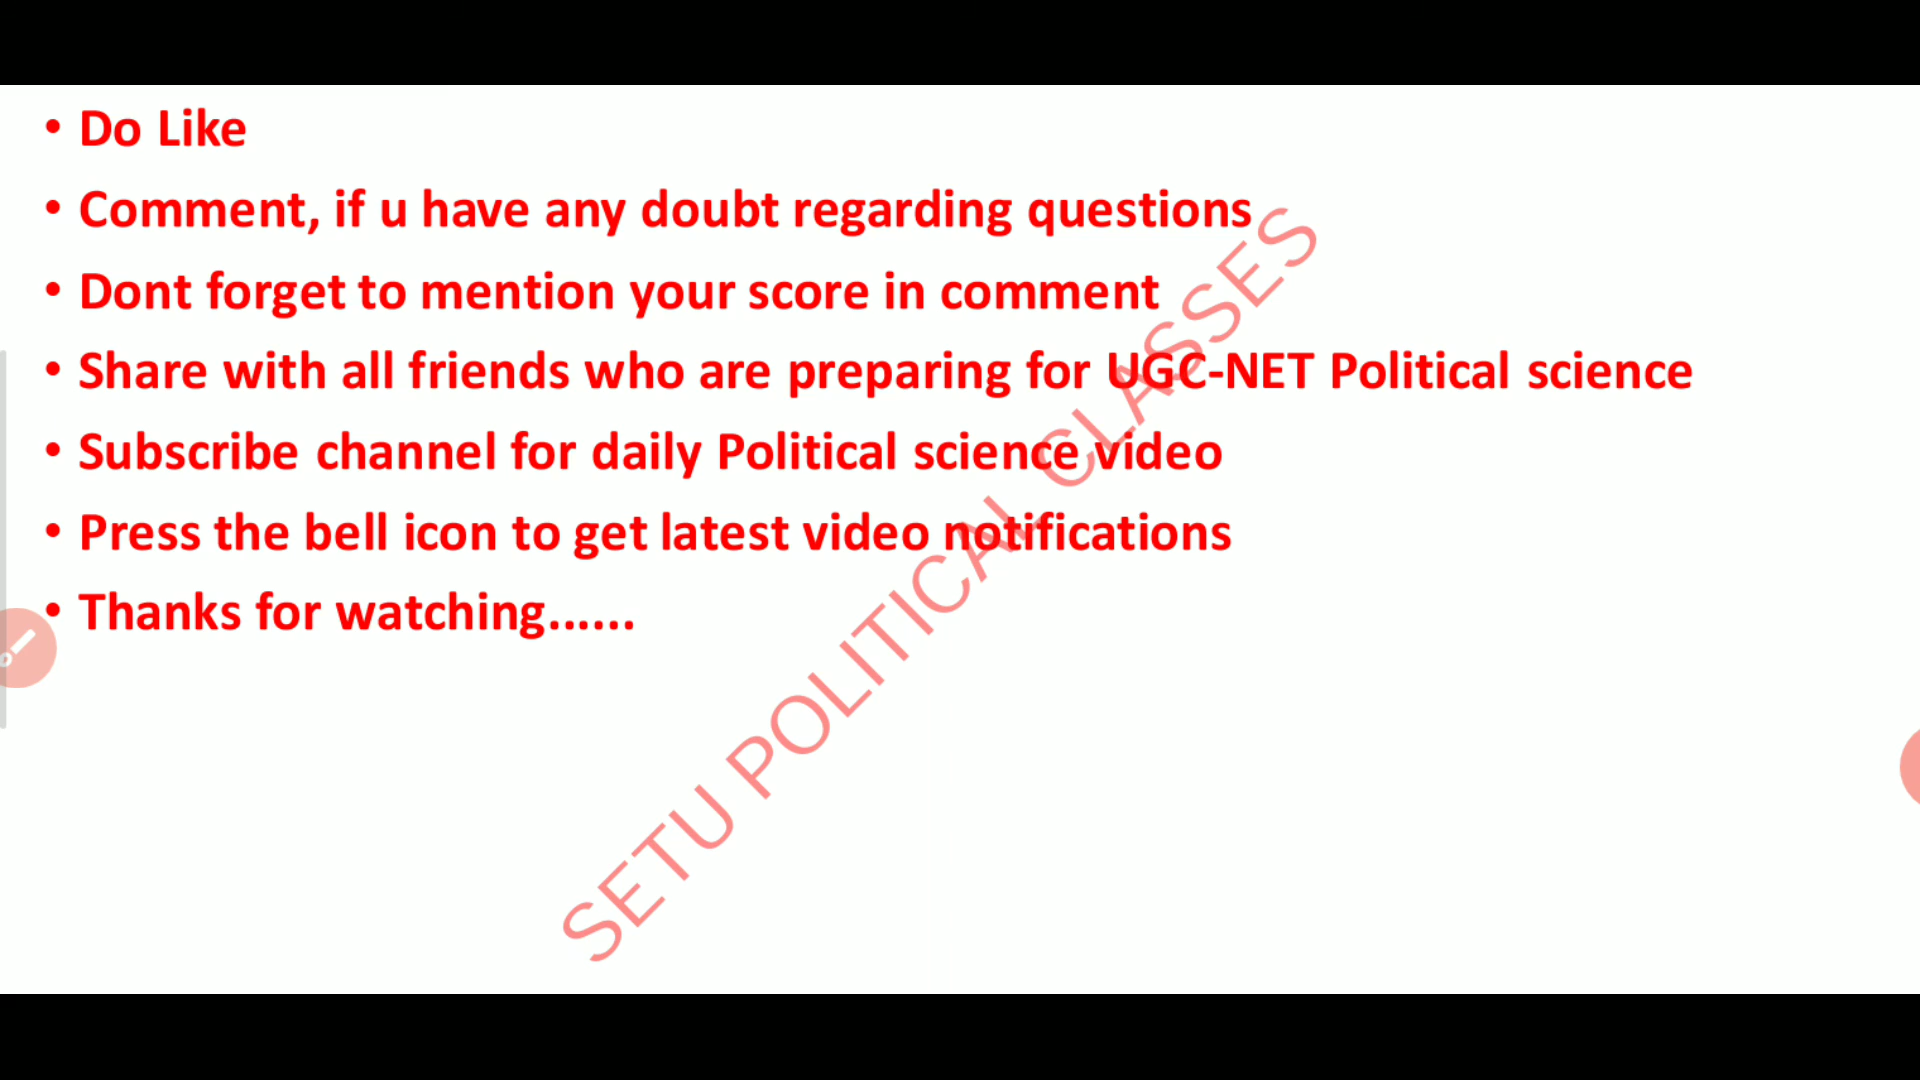 • Do Like
• Comment, if u have any doubt regarding questions
• Dont forget to mention your score in comment
• Share with all friends who are preparing for UGC-NET Political science
• Subscribe channel for daily Political science video
• Press the bell icon to get latest video notifications
• Thanks for watching......
SETU POLITICAL CLASSES